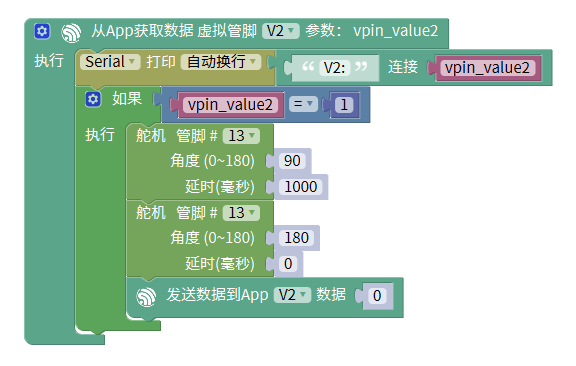 从App获取数据 虚拟管脚 V2 参数： vpin_value2
执行 Serial 打印 自动换行 “ V2: ” 连接 vpin_value2
如果 vpin_value2 = 1
执行 舵机 管脚 # 13
角度 (0~180) 90
延时(毫秒) 1000
舵机 管脚 # 13
角度 (0~180) 180
延时(毫秒) 0
发送数据到App V2 数据 0